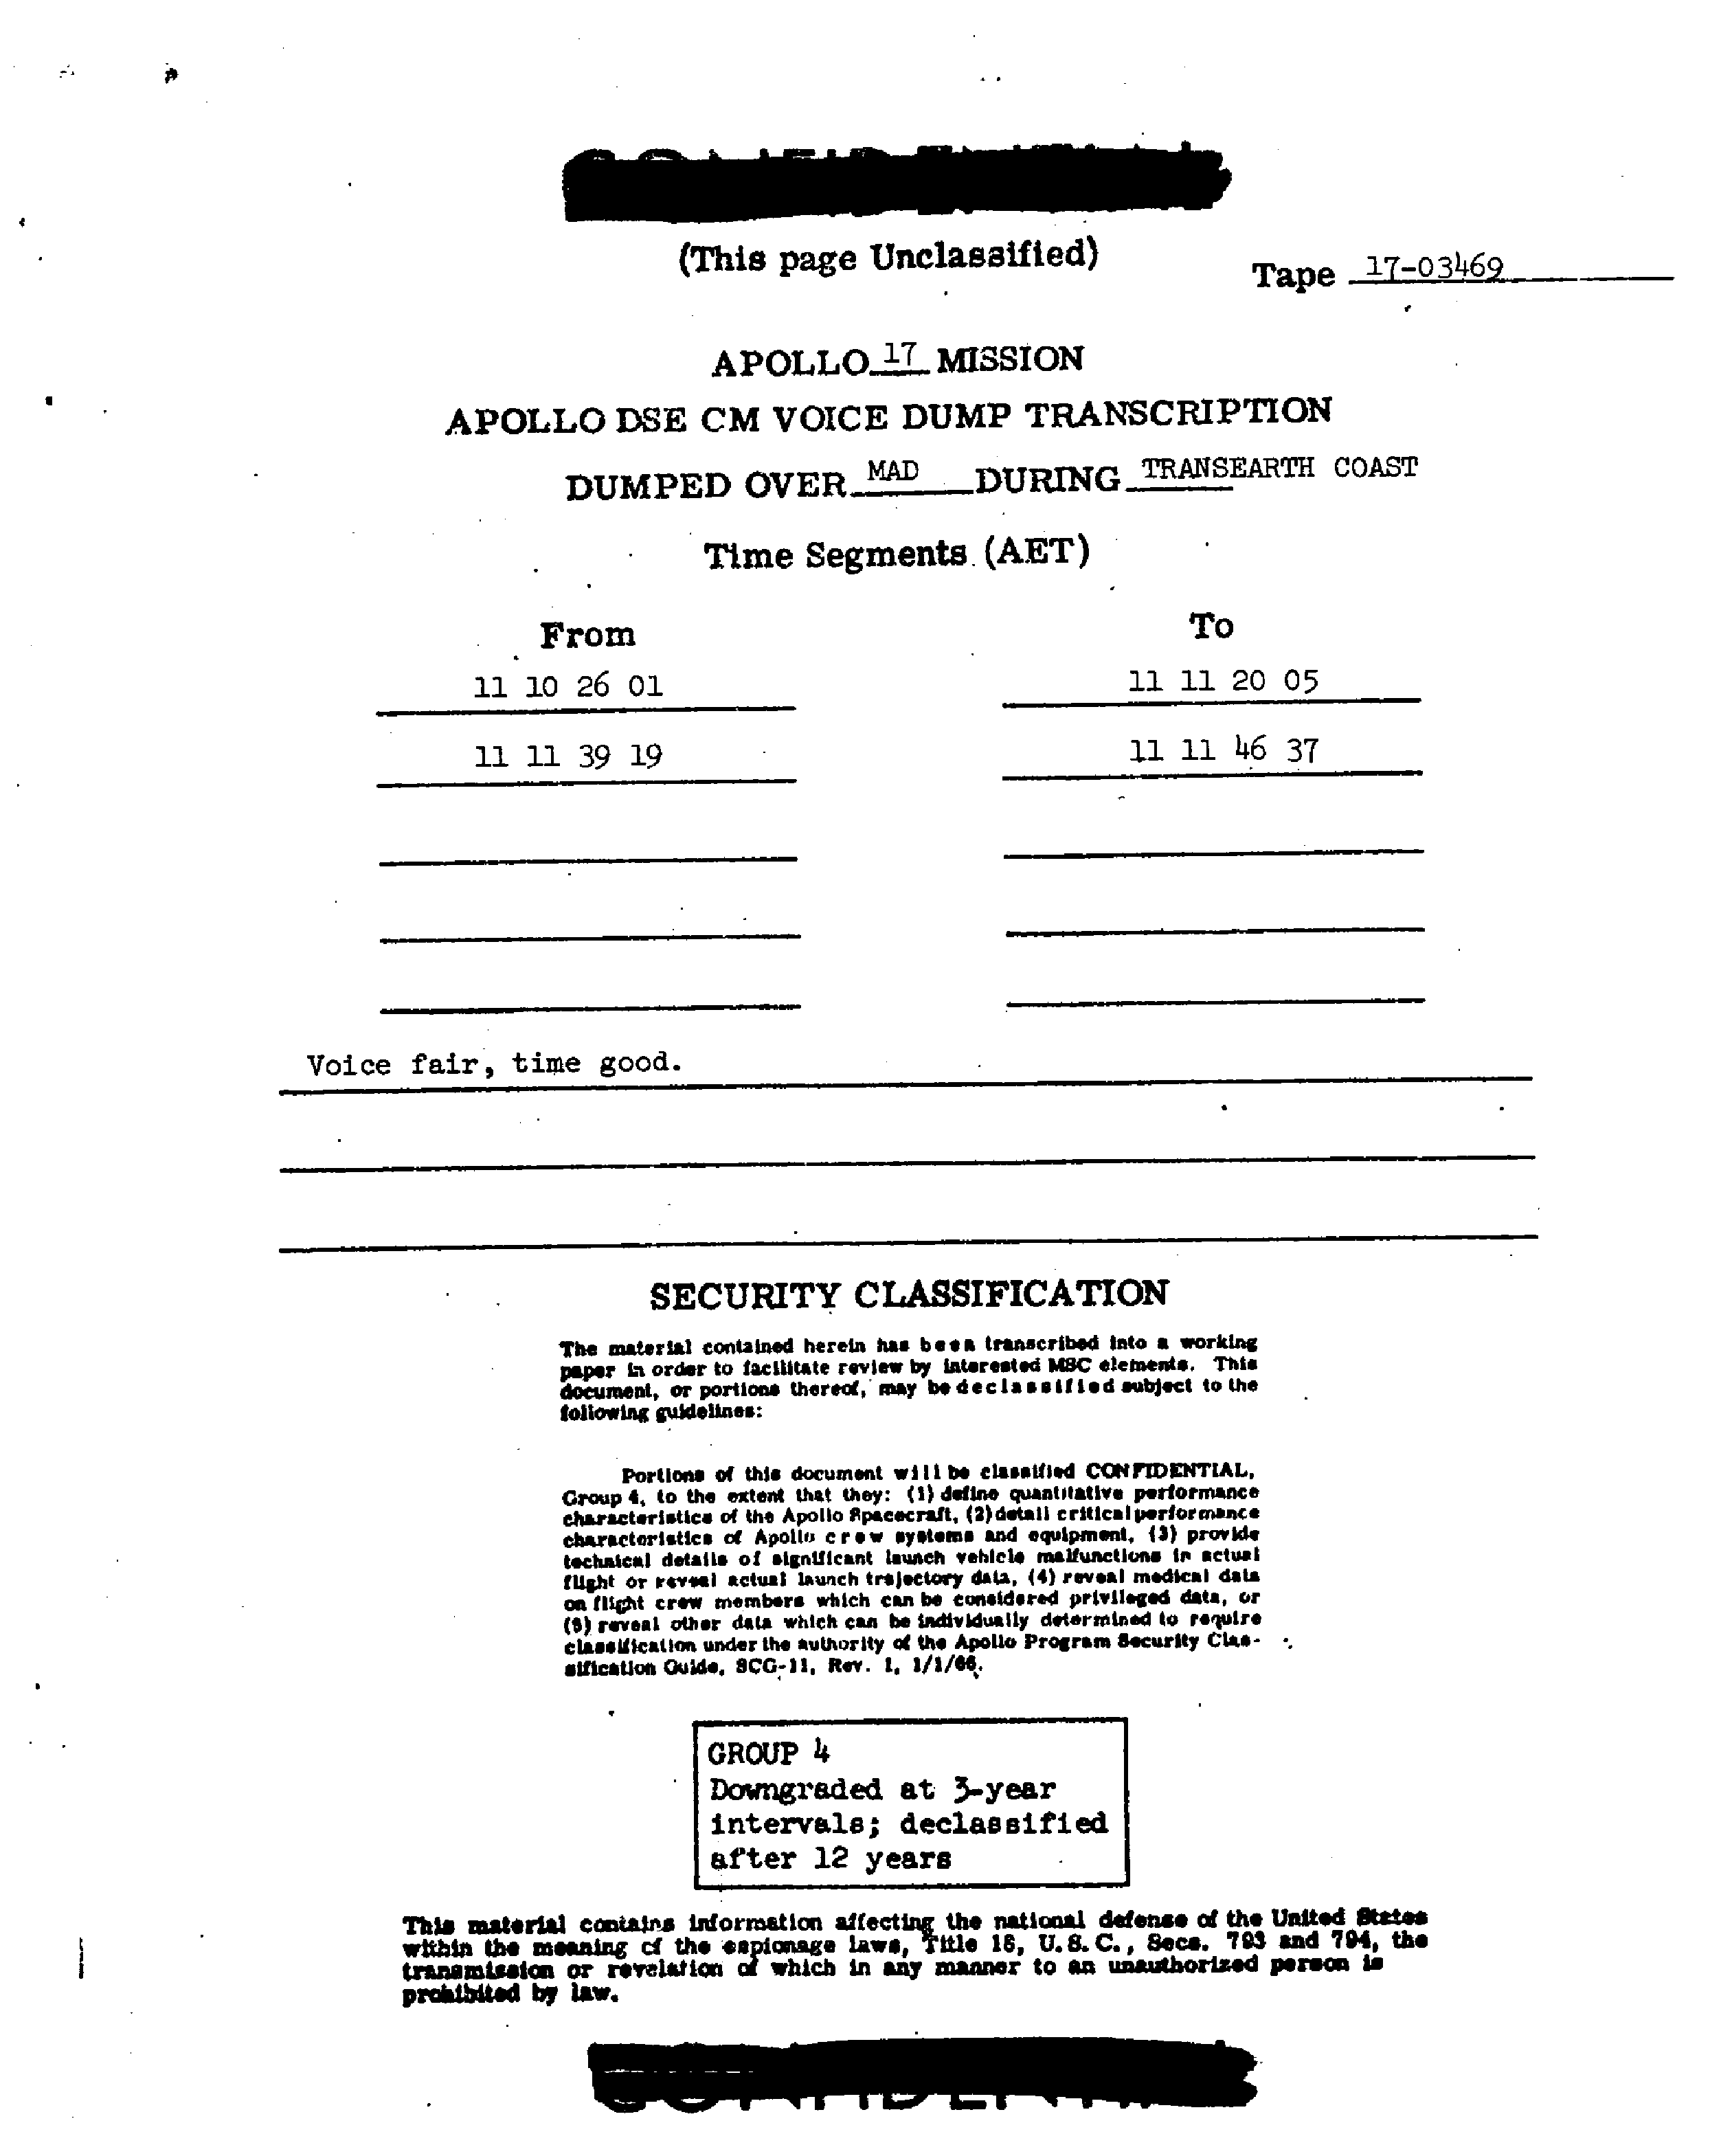 (This page Unclassified)
Tape 17-03469
APOLLO 17 MISSION
APOLLO DSE CM VOICE DUMP TRANSCRIPTION
DUMPED OVER MAD DURING TRANSEARTH COAST
Time Segments (AET)
From To
11 10 26 01 11 11 20 05
11 11 39 19 11 11 46 37
Voice fair, time good.
SECURITY CLASSIFICATION
The material contained herein has been transcribed into a working
paper in order to facilitate review by interested MSC elements. This
document, or portions thereof, may be declassified subject to the
following guidelines:
Portions of this document will be classified CONFIDENTIAL,
Group 4, to the extent that they: (1) define quantitative performance
characteristics of the Apollo Spacecraft, (2) detail critical performance
characteristics of Apollo crew systems and equipment, (3) provide
technical details of significant launch vehicle malfunctions in actual
flight or reveal actual launch trajectory data, (4) reveal medical data
on flight crew members which can be considered privileged data, or
(5) reveal other data which can be individually determined to require
classification under the authority of the Apollo Program Security Clas-
sification Guide, SCG-11, Rev. 1, 1/1/66.
GROUP 4
Downgraded at 3-year
intervals; declassified
after 12 years
This material contains information affecting the national defense of the United States
within the meaning of the espionage laws, Title 18, U.S.C., Secs. 793 and 794, the
transmission or revelation of which in any manner to an unauthorized person is
prohibited by law.